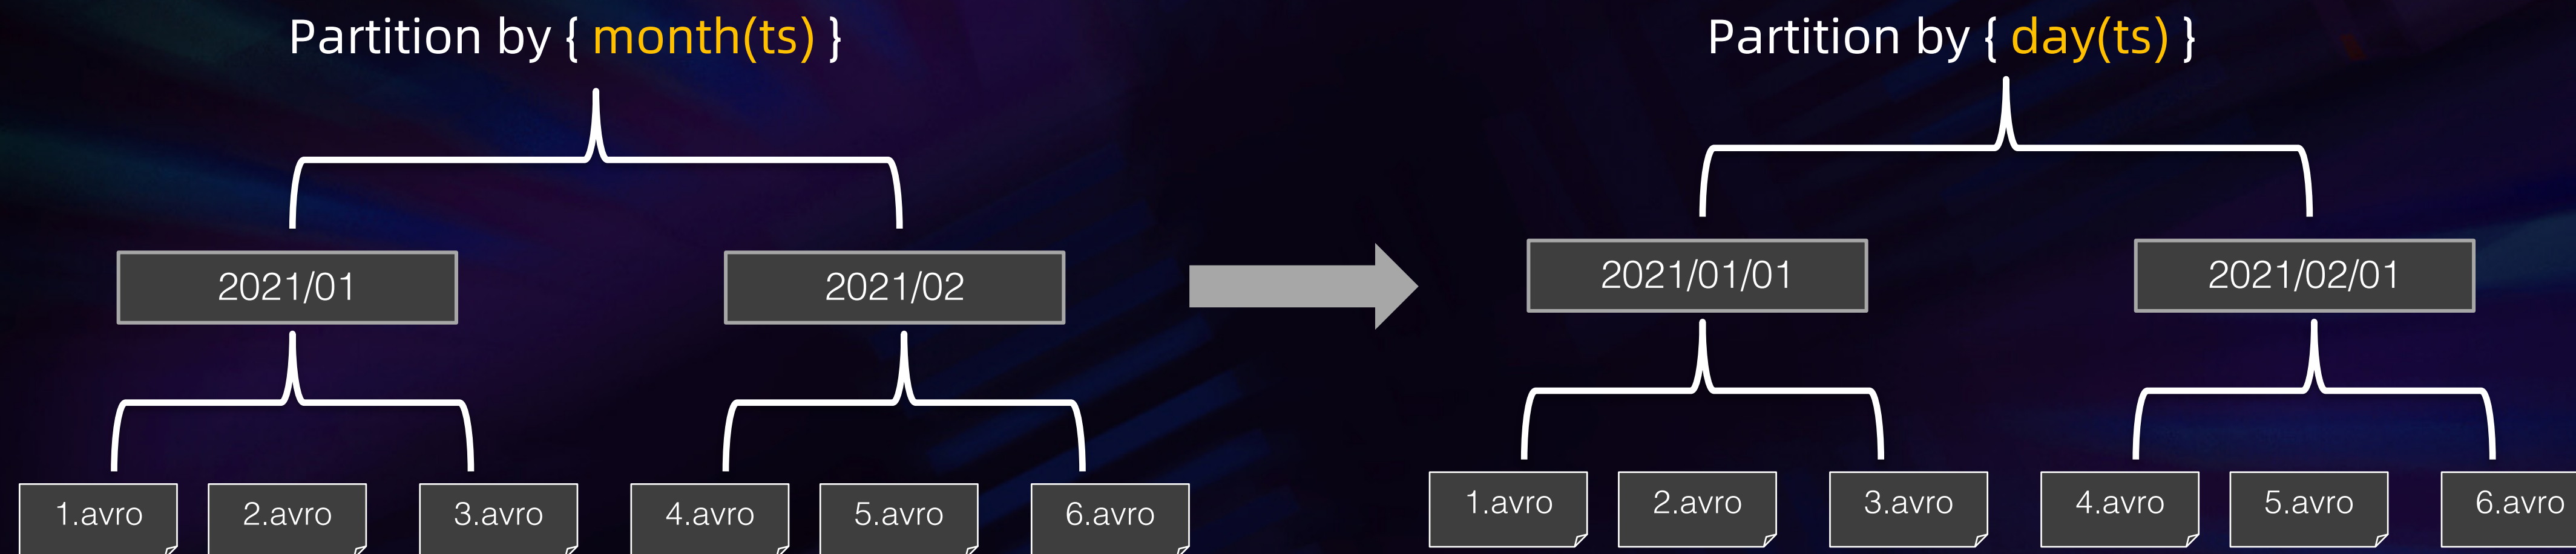 Partition by { month(ts) }
2021/01
2021/02
1.avro
2.avro
3.avro
4.avro
5.avro
6.avro
Partition by { day(ts) }
2021/01/01
2021/02/01
1.avro
2.avro
3.avro
4.avro
5.avro
6.avro